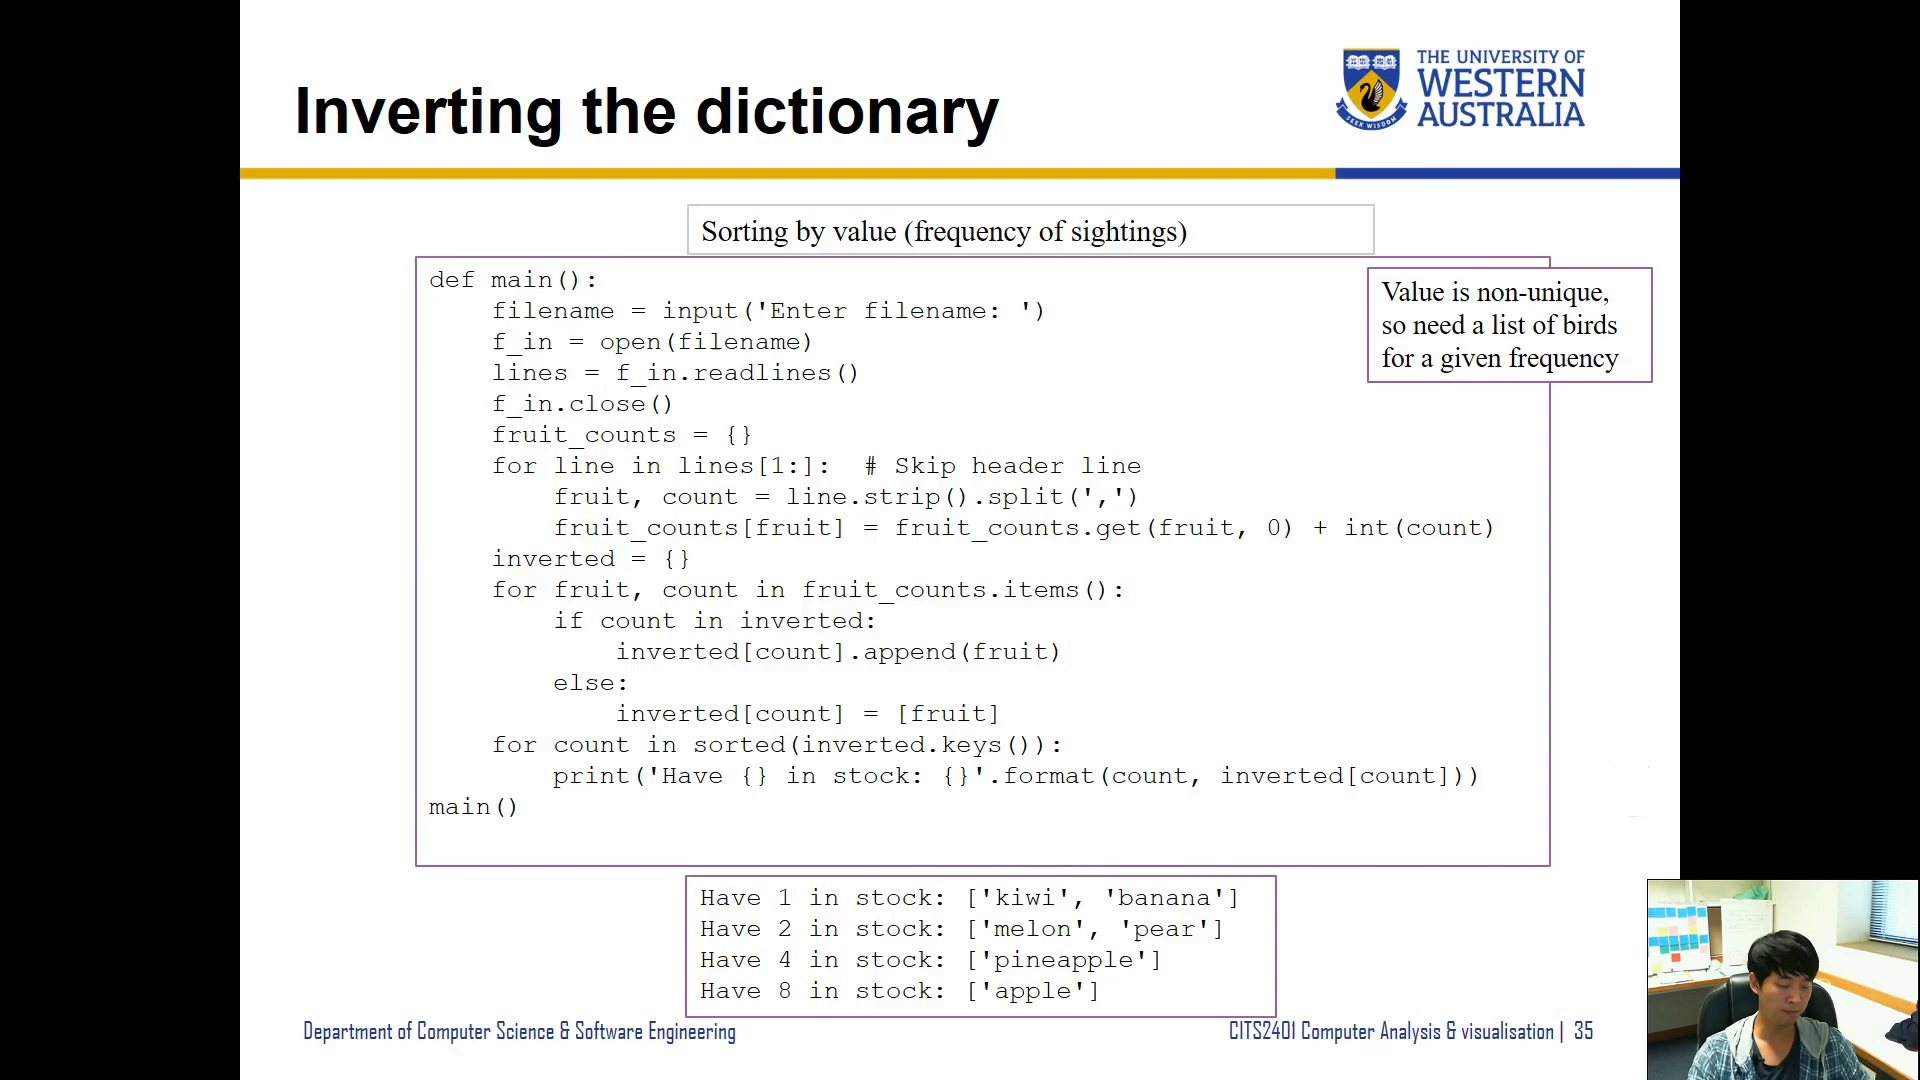 Inverting the dictionary
THE UNIVERSITY OF
WESTERN
AUSTRALIA
SEEK WISDOM
Sorting by value (frequency of sightings)
Value is non-unique,
so need a list of birds
for a given frequency
def main():
    filename = input('Enter filename: ')
    f_in = open(filename)
    lines = f_in.readlines()
    f_in.close()
    fruit_counts = {}
    for line in lines[1:]:  # Skip header line
        fruit, count = line.strip().split(',')
        fruit_counts[fruit] = fruit_counts.get(fruit, 0) + int(count)
    inverted = {}
    for fruit, count in fruit_counts.items():
        if count in inverted:
            inverted[count].append(fruit)
        else:
            inverted[count] = [fruit]
    for count in sorted(inverted.keys()):
        print('Have {} in stock: {}'.format(count, inverted[count]))
main()
Have 1 in stock: ['kiwi', 'banana']
Have 2 in stock: ['melon', 'pear']
Have 4 in stock: ['pineapple']
Have 8 in stock: ['apple']
Department of Computer Science & Software Engineering
CITS2401 Computer Analysis & visualisation | 35